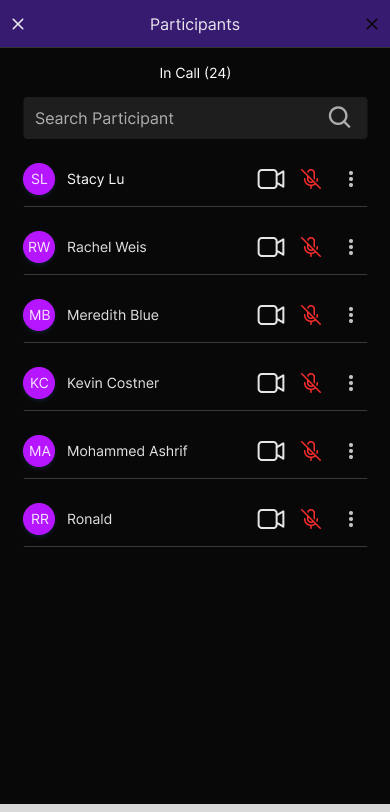 Participants
In Call (24)
Search Participant
SL Stacy Lu
RW Rachel Weis
MB Meredith Blue
KC Kevin Costner
MA Mohammed Ashrif
RR Ronald